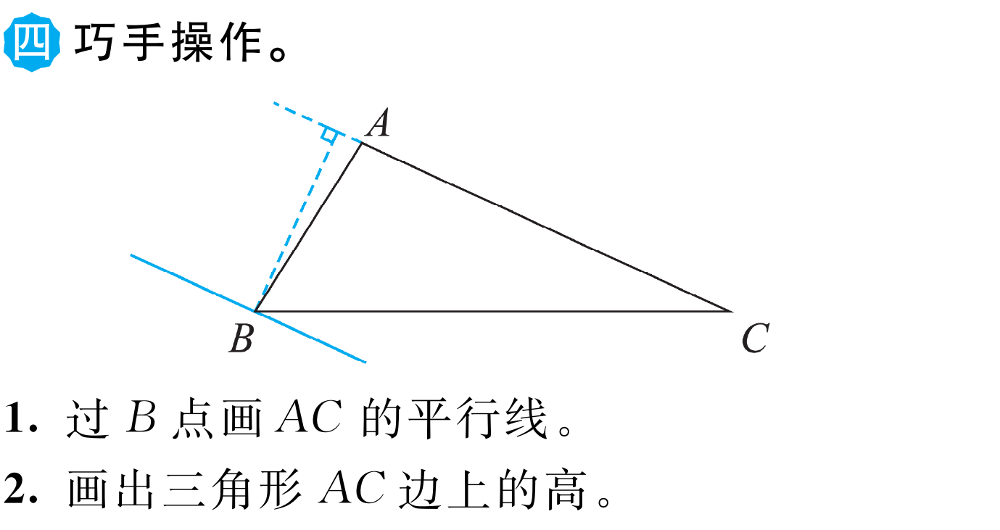 四 巧手操作。
A
B
C
1. 过 B 点画 AC 的平行线。
2. 画出三角形 AC 边上的高。